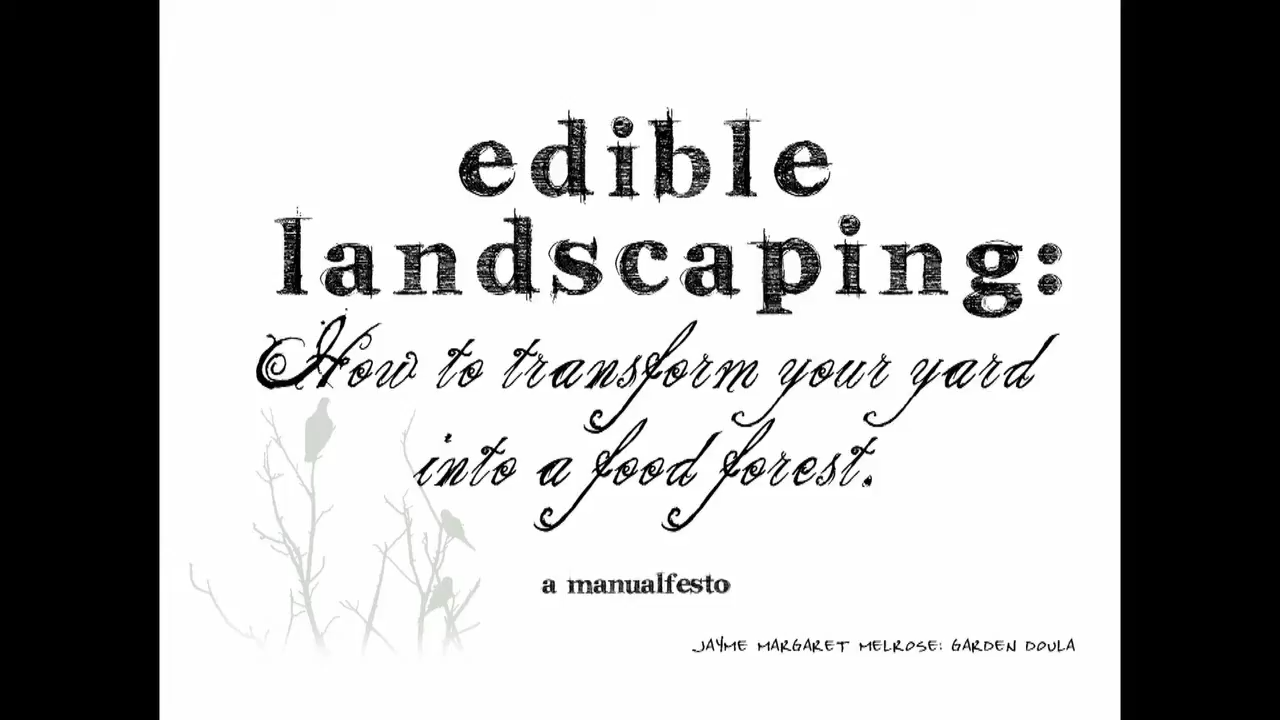 edible
landscaping:
How to transform your yard
into a food forest.
a manualfesto
JAYME MARGARET MELROSE: GARDEN DOULA